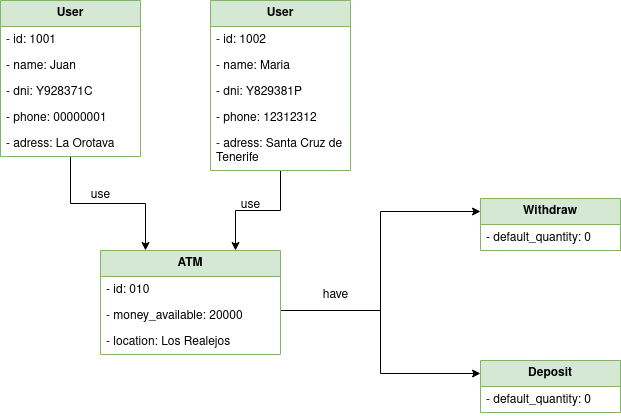 User
- id: 1001
- name: Juan
- dni: Y928371C
- phone: 00000001
- adress: La Orotava
User
- id: 1002
- name: Maria
- dni: Y829381P
- phone: 12312312
- adress: Santa Cruz de
Tenerife
use
use
ATM
- id: 010
- money_available: 20000
- location: Los Realejos
have
Withdraw
- default_quantity: 0
Deposit
- default_quantity: 0